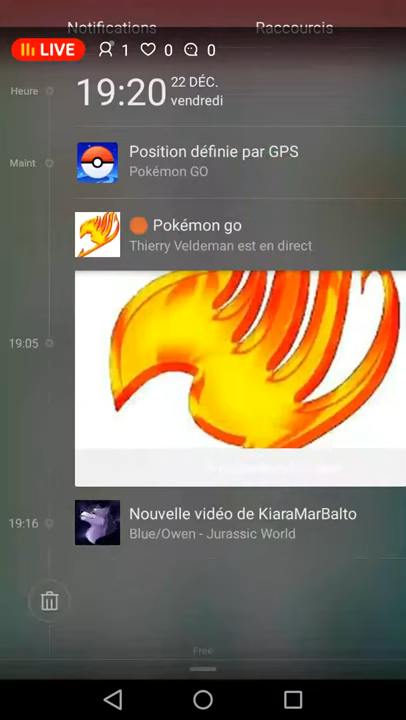 Notifications
Raccourcis
LIVE 1 0 0
Heure
19:20
22 DÉC.
vendredi
Maint
Position définie par GPS
Pokémon GO
Pokémon go
Thierry Veldeman est en direct
19:05
19:16
Nouvelle vidéo de KiaraMarBalto
Blue/Owen - Jurassic World
Free